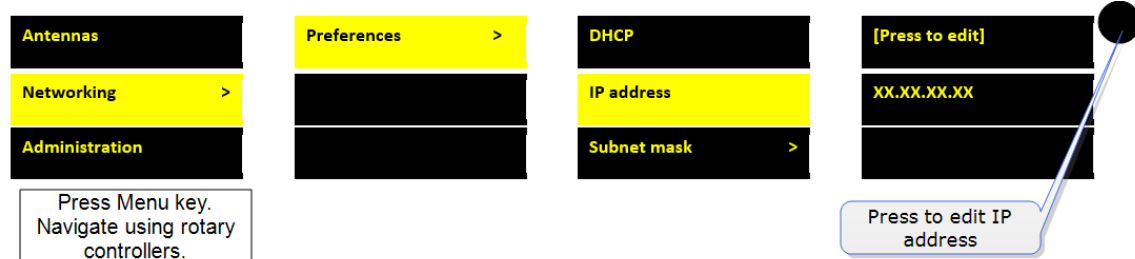 Antennas
Networking >
Administration
Preferences >
DHCP
IP address
Subnet mask >
[Press to edit]
XX.XX.XX.XX
Press Menu key.
Navigate using rotary
controllers.
Press to edit IP
address